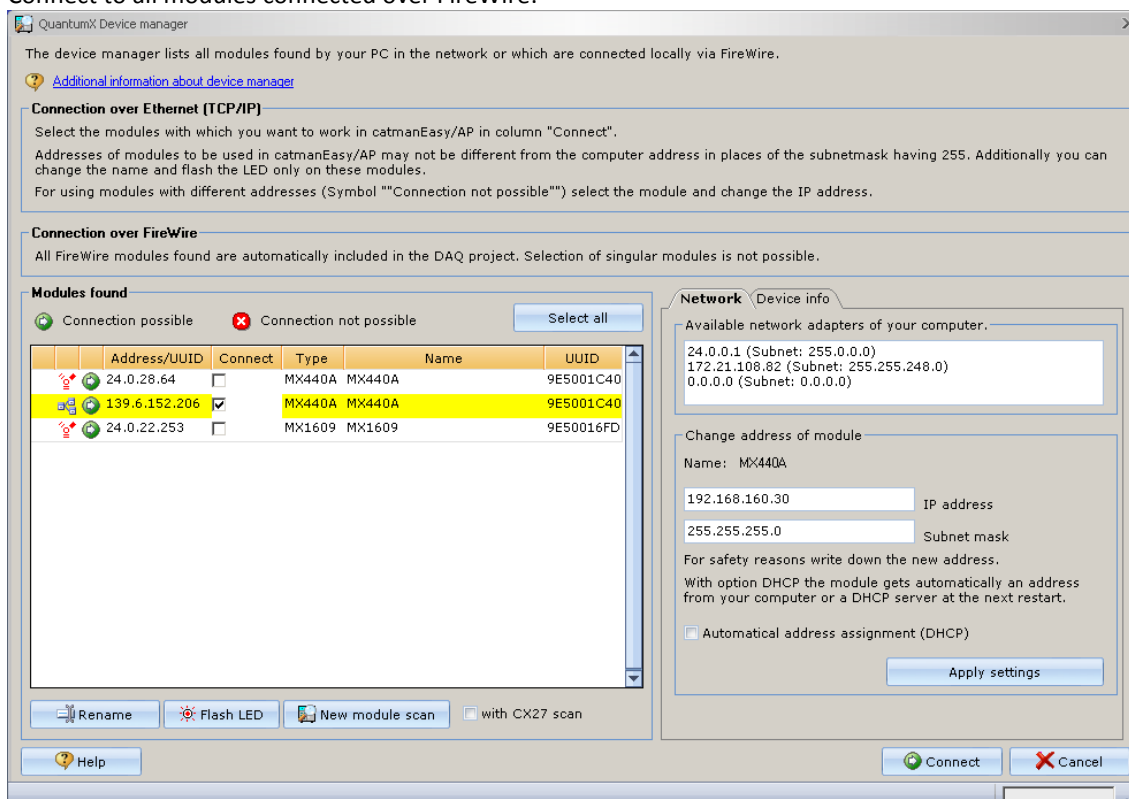 Connect to all modules connected over FireWire:
QuantumX Device manager
The device manager lists all modules found by your PC in the network or which are connected locally via FireWire.
Additional information about device manager
Connection over Ethernet (TCP/IP)
Select the modules with which you want to work in catmanEasy/AP in column "Connect".
Addresses of modules to be used in catmanEasy/AP may not be different from the computer address in places of the subnetmask having 255. Additionally you can
change the name and flash the LED only on these modules.
For using modules with different addresses (Symbol ""Connection not possible"") select the module and change the IP address.
Connection over FireWire
All FireWire modules found are automatically included in the DAQ project. Selection of singular modules is not possible.
Modules found
Connection possible Connection not possible Select all
Address/UUID Connect Type Name UUID
24.0.28.64 MX440A MX440A 9E5001C40
139.6.152.206 MX440A MX440A 9E5001C40
24.0.22.253 MX1609 MX1609 9E50016FD
Rename Flash LED New module scan with CX27 scan
Network Device info
Available network adapters of your computer.
24.0.0.1 (Subnet: 255.0.0.0)
172.21.108.82 (Subnet: 255.255.248.0)
0.0.0.0 (Subnet: 0.0.0.0)
Change address of module
Name: MX440A
192.168.160.30 IP address
255.255.255.0 Subnet mask
For safety reasons write down the new address.
With option DHCP the module gets automatically an address
from your computer or a DHCP server at the next restart.
Automatical address assignment (DHCP)
Apply settings
Help Connect Cancel